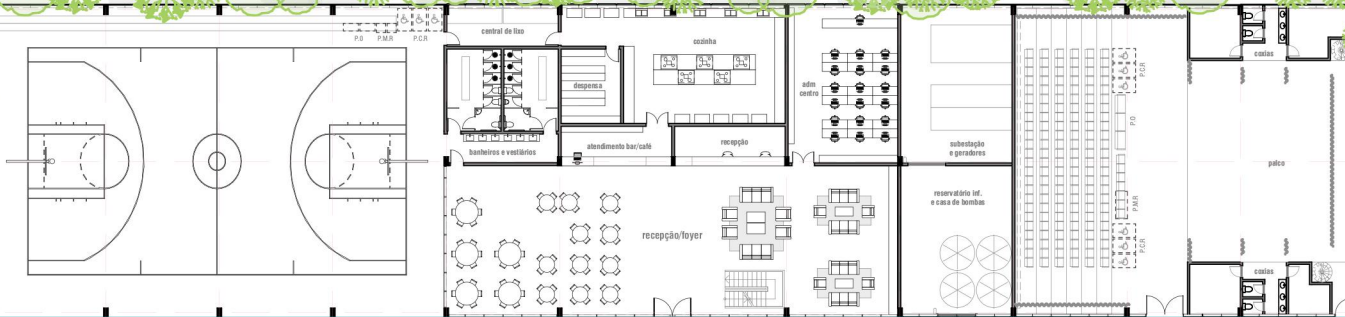 P.O
P.M.R
P.C.R
central de lixo
cozinha
despensa
adm
centro
banheiros e vestiários
atendimento bar/café
recepção
subestação
e geradores
reservatório inf.
e casa de bombas
recepção/foyer
P.C.R
P.O
P.M.R
P.C.R
coxias
palco
coxias